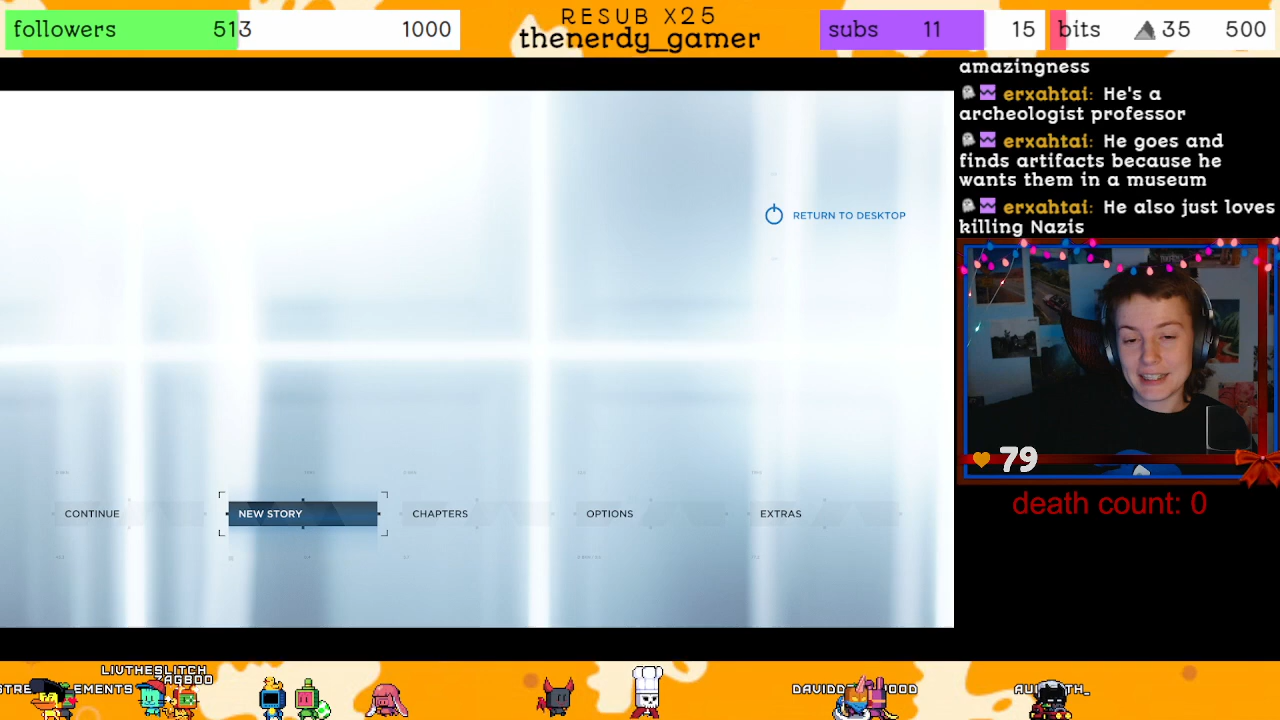 followers 513 1000
RESUB X25
thenerdy_gamer
subs 11 15
bits 35 500
amazingness
erxahtai: He's a
archeologist professor
erxahtai: He goes and
finds artifacts because he
wants them in a museum
erxahtai: He also just loves
killing Nazis
RETURN TO DESKTOP
79
death count: 0
CONTINUE
NEW STORY
CHAPTERS
OPTIONS
EXTRAS
LIVTHESLITCH
ZAGBOO